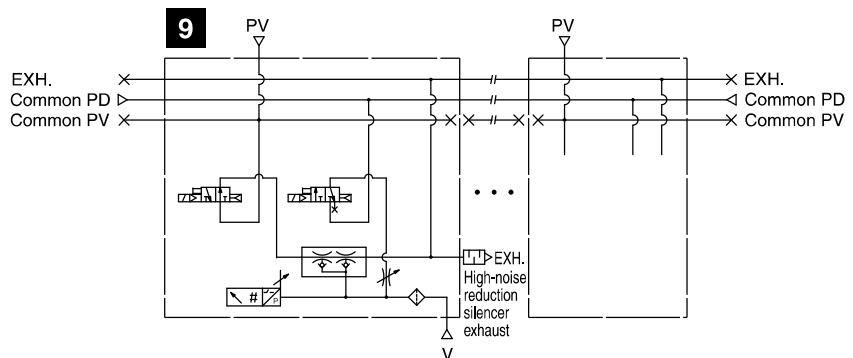 9
PV
PV
EXH.
EXH.
Common PD
Common PD
Common PV
Common PV
EXH.
High-noise
reduction
silencer
exhaust
#
P
V